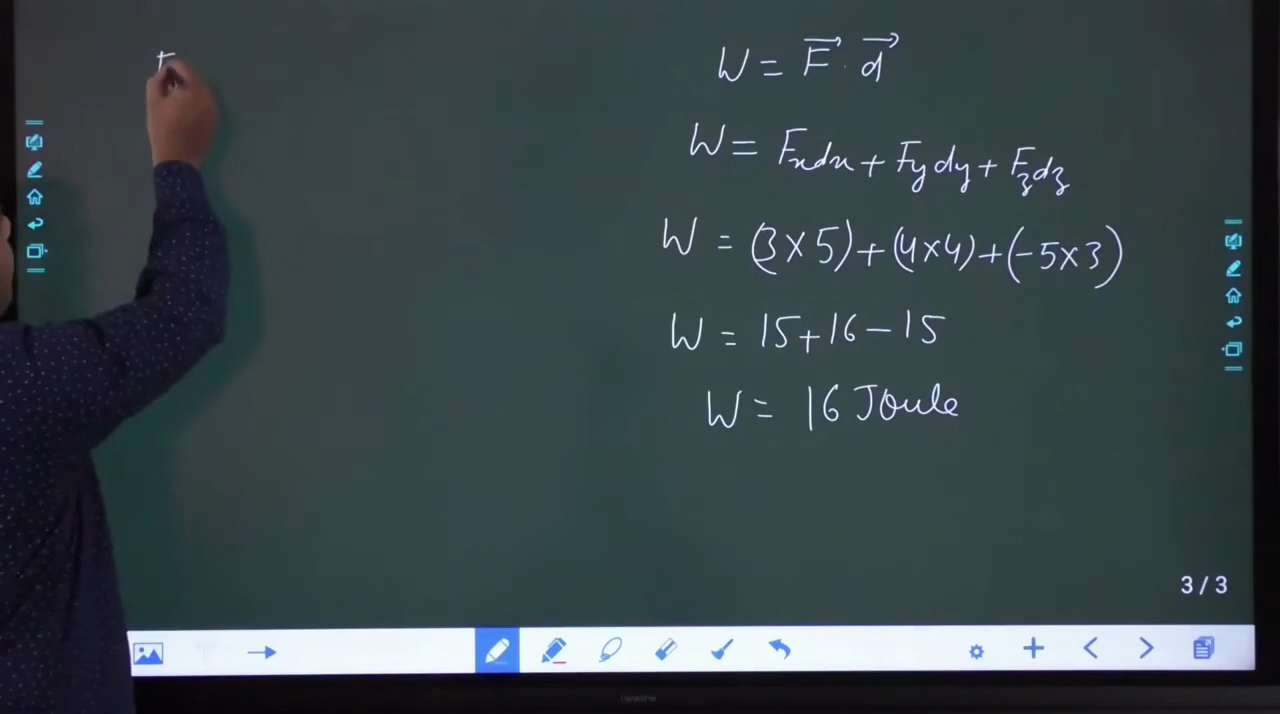 F
W = F⃗ . d⃗
W = Fxdx + Fydy + Fzdz
W = (3 × 5) + (4 × 4) + (-5 × 3)
W = 15 + 16 - 15
W = 16 Joule
3 / 3